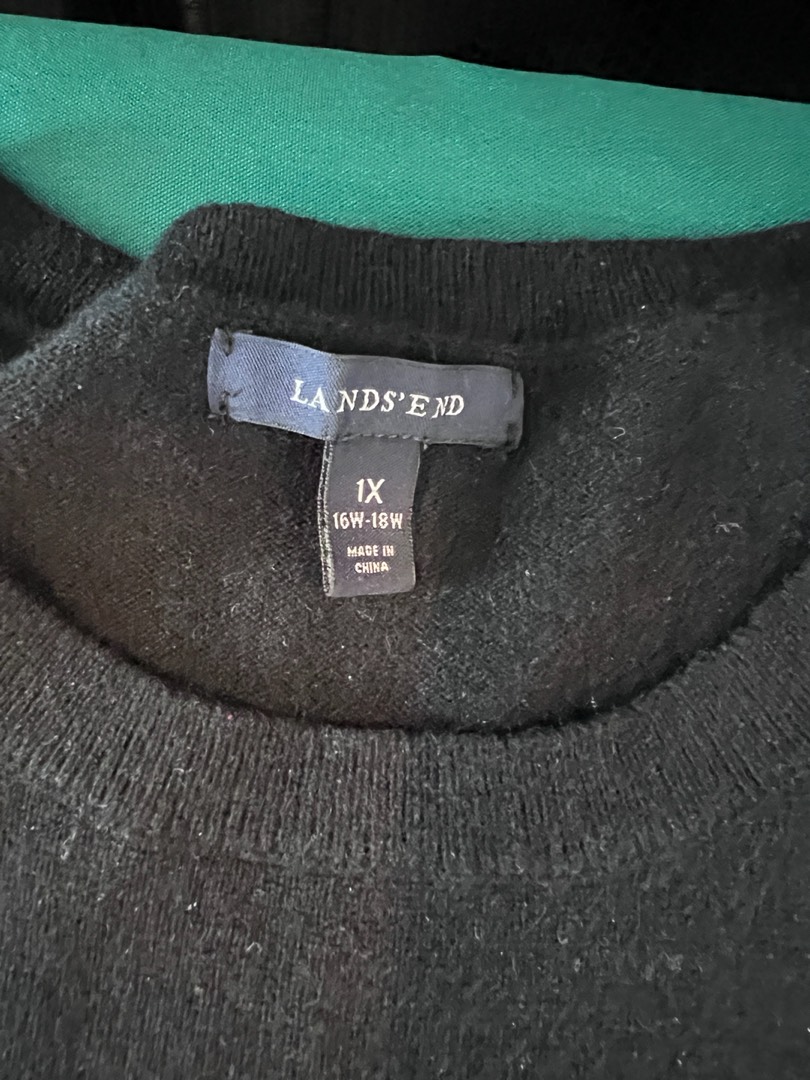 LANDS'END
1X
16W-18W
MADE IN
CHINA